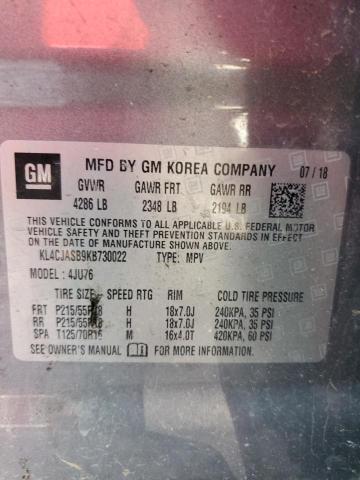 GM
MFD BY GM KOREA COMPANY 07/18
GVWR GAWR FRT GAWR RR
4286 LB 2348 LB 2194 LB
THIS VEHICLE CONFORMS TO ALL APPLICABLE U.S. FEDERAL MOTOR
VEHICLE SAFETY AND THEFT PREVENTION STANDARDS IN EFFECT
ON THE DATE OF MANUFACTURE SHOWN ABOVE.
KL4CJASB9KB730022 TYPE: MPV
MODEL: 4JU76
TIRE SIZE SPEED RTG RIM COLD TIRE PRESSURE
FRT P215/55R18 H 18x7.0J 240KPA, 35 PSI
RR P215/55R18 H 18x7.0J 240KPA, 35 PSI
SPA T125/70R16 M 16x4.0T 420KPA, 60 PSI
SEE OWNER'S MANUAL FOR MORE INFORMATION